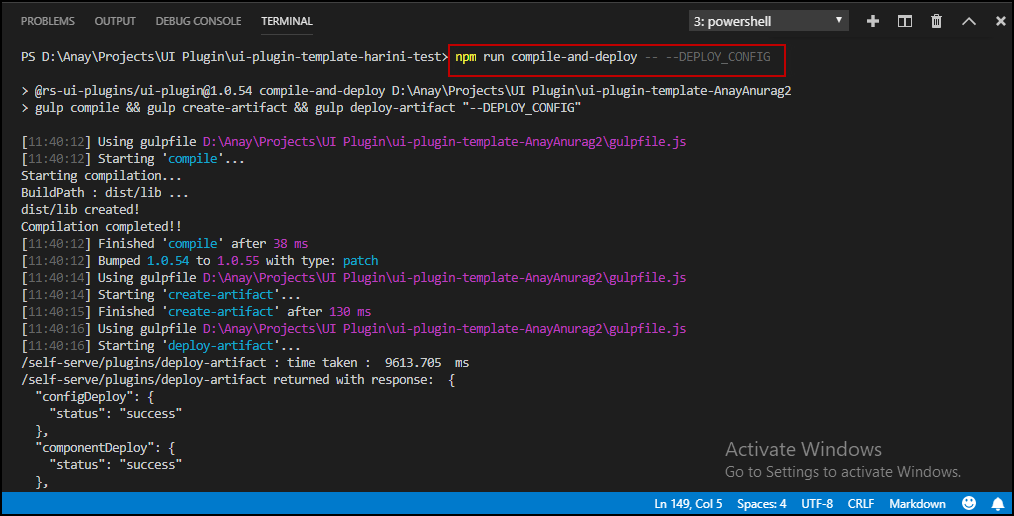 PROBLEMS OUTPUT DEBUG CONSOLE TERMINAL 3: powershell
PS D:\Anay\Projects\UI Plugin\ui-plugin-template-harini-test> npm run compile-and-deploy -- --DEPLOY_CONFIG
> @rs-ui-plugins/ui-plugin@1.0.54 compile-and-deploy D:\Anay\Projects\UI Plugin\ui-plugin-template-AnayAnurag2
> gulp compile && gulp create-artifact && gulp deploy-artifact "--DEPLOY_CONFIG"
[11:40:12] Using gulpfile D:\Anay\Projects\UI Plugin\ui-plugin-template-AnayAnurag2\gulpfile.js
[11:40:12] Starting 'compile'...
Starting compilation...
BuildPath : dist/lib ...
dist/lib created!
Compilation completed!!
[11:40:12] Finished 'compile' after 38 ms
[11:40:12] Bumped 1.0.54 to 1.0.55 with type: patch
[11:40:14] Using gulpfile D:\Anay\Projects\UI Plugin\ui-plugin-template-AnayAnurag2\gulpfile.js
[11:40:14] Starting 'create-artifact'...
[11:40:15] Finished 'create-artifact' after 130 ms
[11:40:16] Using gulpfile D:\Anay\Projects\UI Plugin\ui-plugin-template-AnayAnurag2\gulpfile.js
[11:40:16] Starting 'deploy-artifact'...
/self-serve/plugins/deploy-artifact : time taken :  9613.705  ms
/self-serve/plugins/deploy-artifact returned with response:  {
  "configDeploy": {
    "status": "success"
  },
  "componentDeploy": {
    "status": "success"
  },
Activate Windows
Go to Settings to activate Windows.
Ln 149, Col 5 Spaces: 4 UTF-8 CRLF Markdown